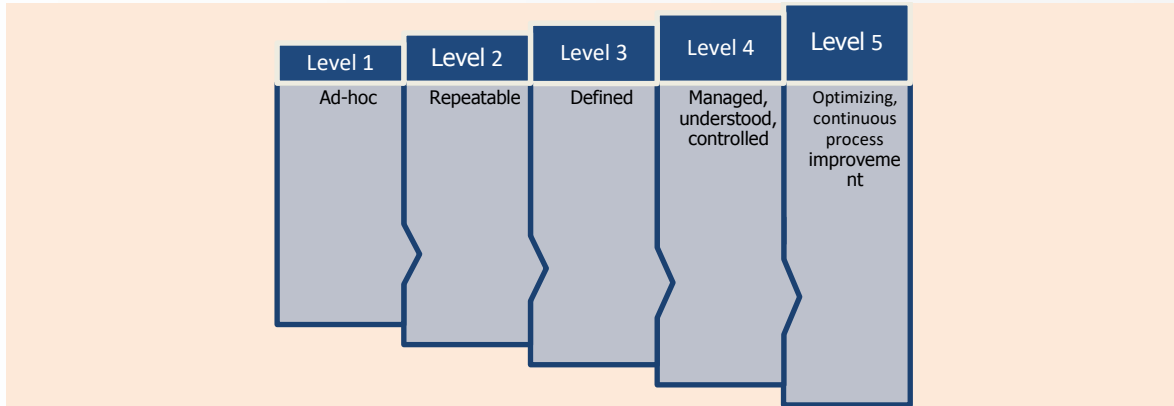 Level 1
Ad-hoc
Level 2
Repeatable
Level 3
Defined
Level 4
Managed,
understood,
controlled
Level 5
Optimizing,
continuous
process
improveme
nt